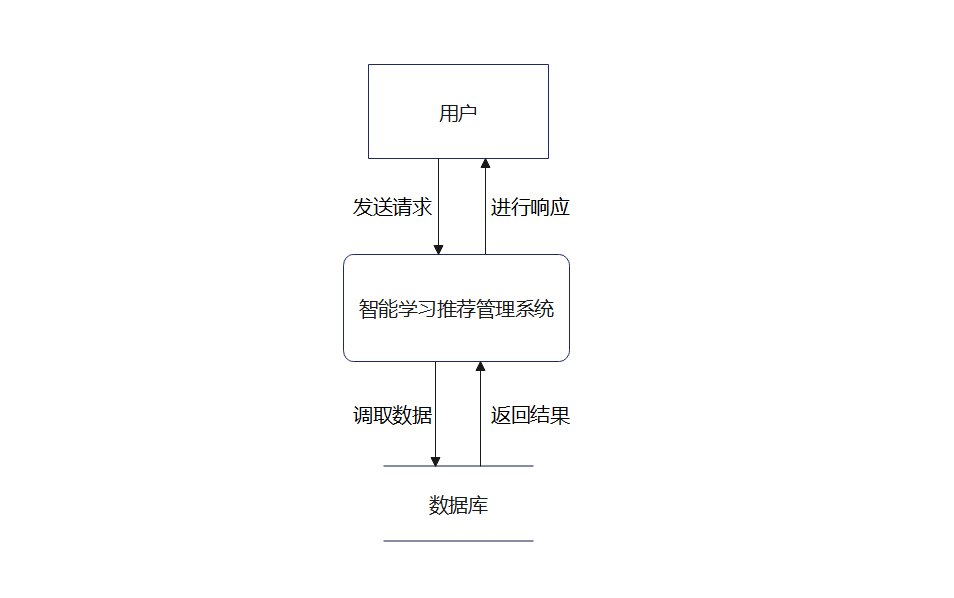 用户
发送请求
进行响应
智能学习推荐管理系统
调取数据
返回结果
数据库